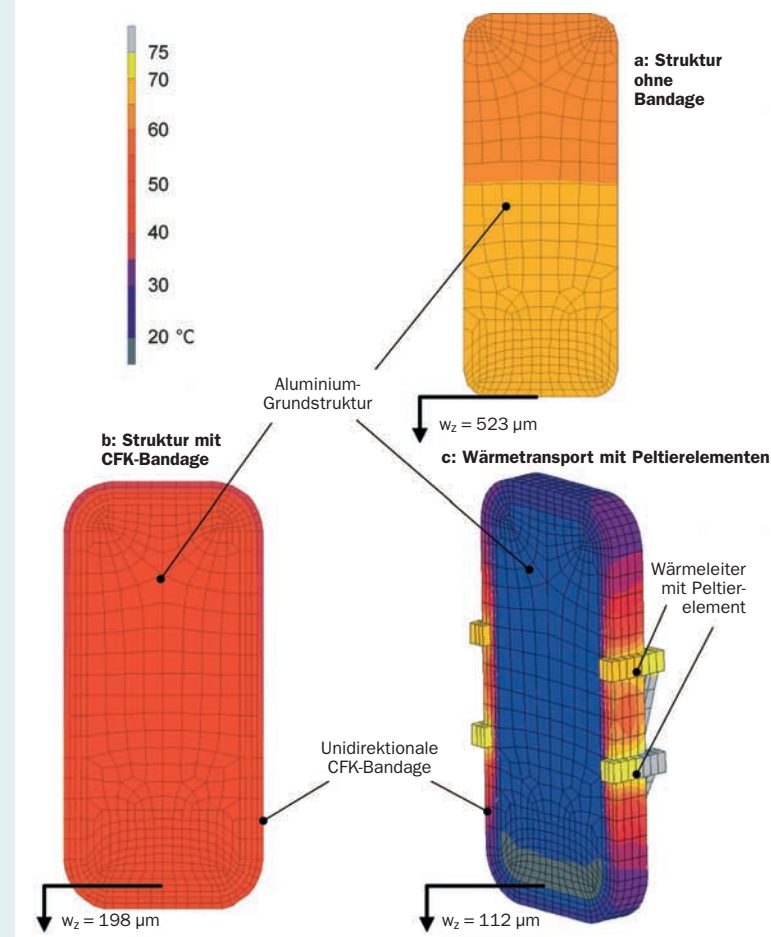 75
70
60
50
40
30
20 °C
a: Struktur
ohne
Bandage
Aluminium-
Grundstruktur
w_z = 523 µm
b: Struktur mit
CFK-Bandage
c: Wärmetransport mit Peltierelementen
Wärmeleiter
mit Peltier-
element
Unidirektionale
CFK-Bandage
w_z = 198 µm
w_z = 112 µm